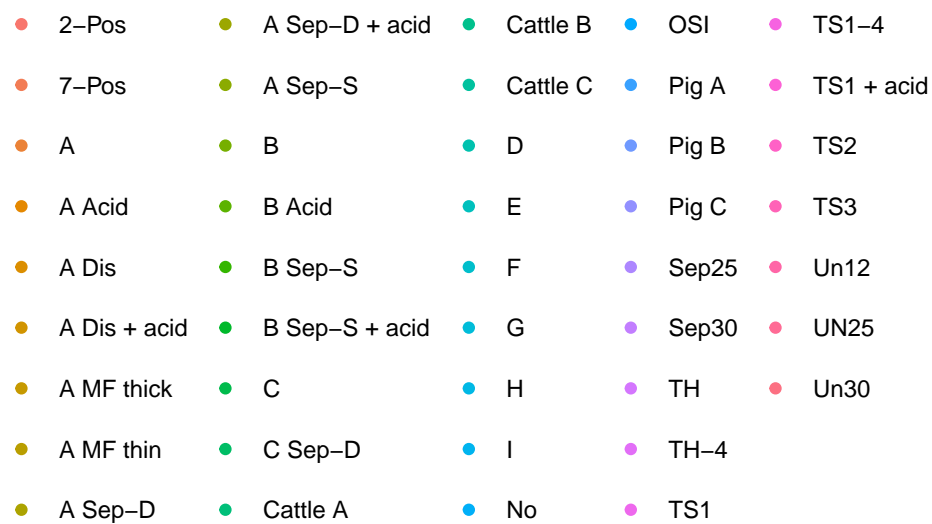 2−Pos
7−Pos
A
A Acid
A Dis
A Dis + acid
A MF thick
A MF thin
A Sep−D
A Sep−D + acid
A Sep−S
B
B Acid
B Sep−S
B Sep−S + acid
C
C Sep−D
Cattle A
Cattle B
Cattle C
D
E
F
G
H
I
No
OSI
Pig A
Pig B
Pig C
Sep25
Sep30
TH
TH−4
TS1
TS1−4
TS1 + acid
TS2
TS3
Un12
UN25
Un30